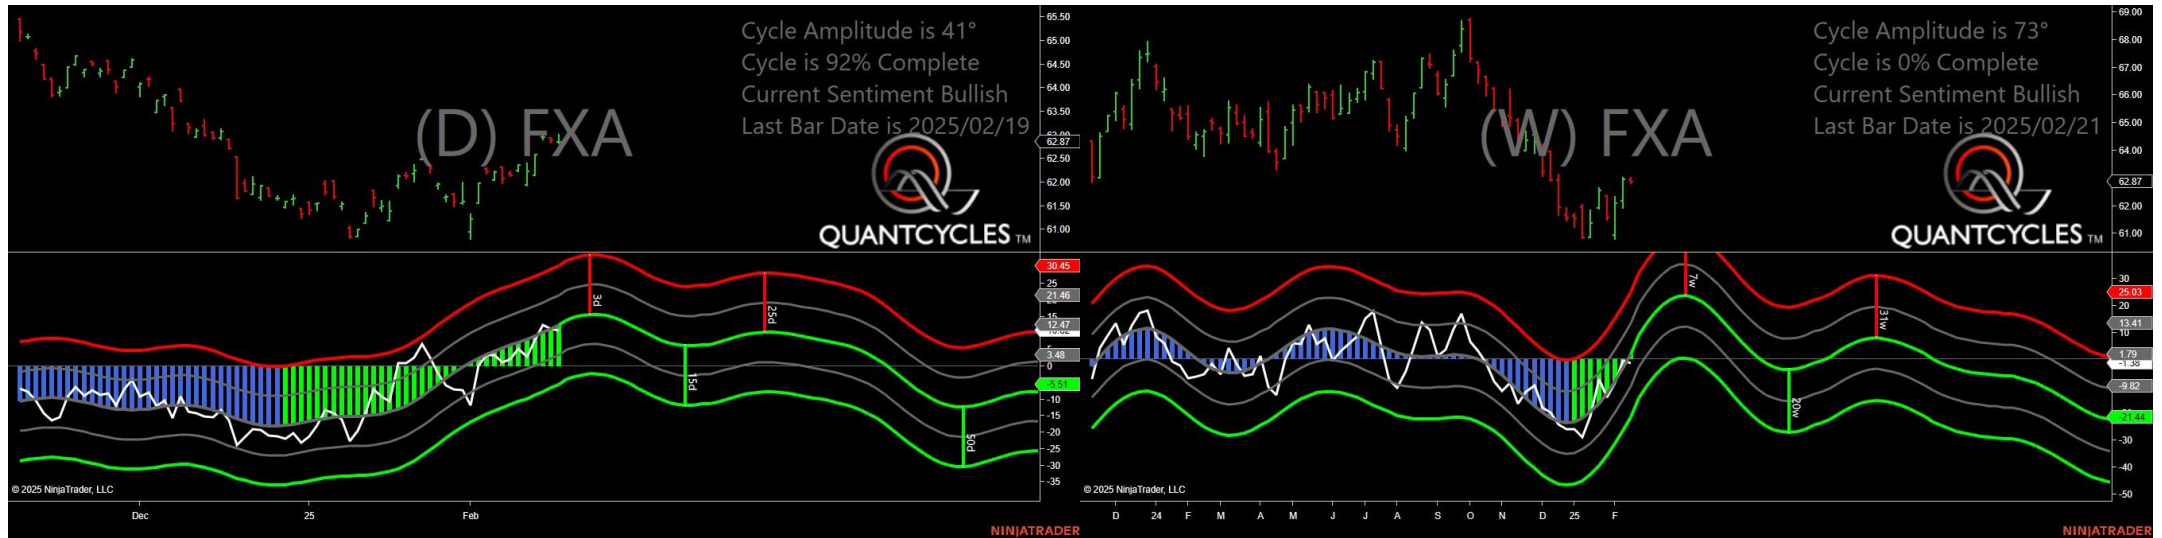 Cycle Amplitude is 41°
Cycle is 92% Complete
Current Sentiment Bullish
Last Bar Date is 2025/02/19
(D) FXA
QUANTCYCLES TM
65.50
65.00
64.50
64.00
63.50
62.87
62.50
62.00
61.50
61.00
30.45
25
21.46
15
12.47
3.48
0
-5.51
-10
-15
-20
-25
-30
-35
3d
15d
25d
50d
© 2025 NinjaTrader, LLC
Dec
25
Feb
NINJATRADER
Cycle Amplitude is 73°
Cycle is 0% Complete
Current Sentiment Bullish
Last Bar Date is 2025/02/21
(W) FXA
QUANTCYCLES TM
69.00
68.00
67.00
66.00
65.00
64.00
62.87
62.00
61.00
30
25.03
20
13.41
10
1.79
-1.38
-9.82
-21.44
-30
-40
-50
7w
20w
31w
© 2025 NinjaTrader, LLC
D 24 F M A M J J A S O N D 25 F
NINJATRADER